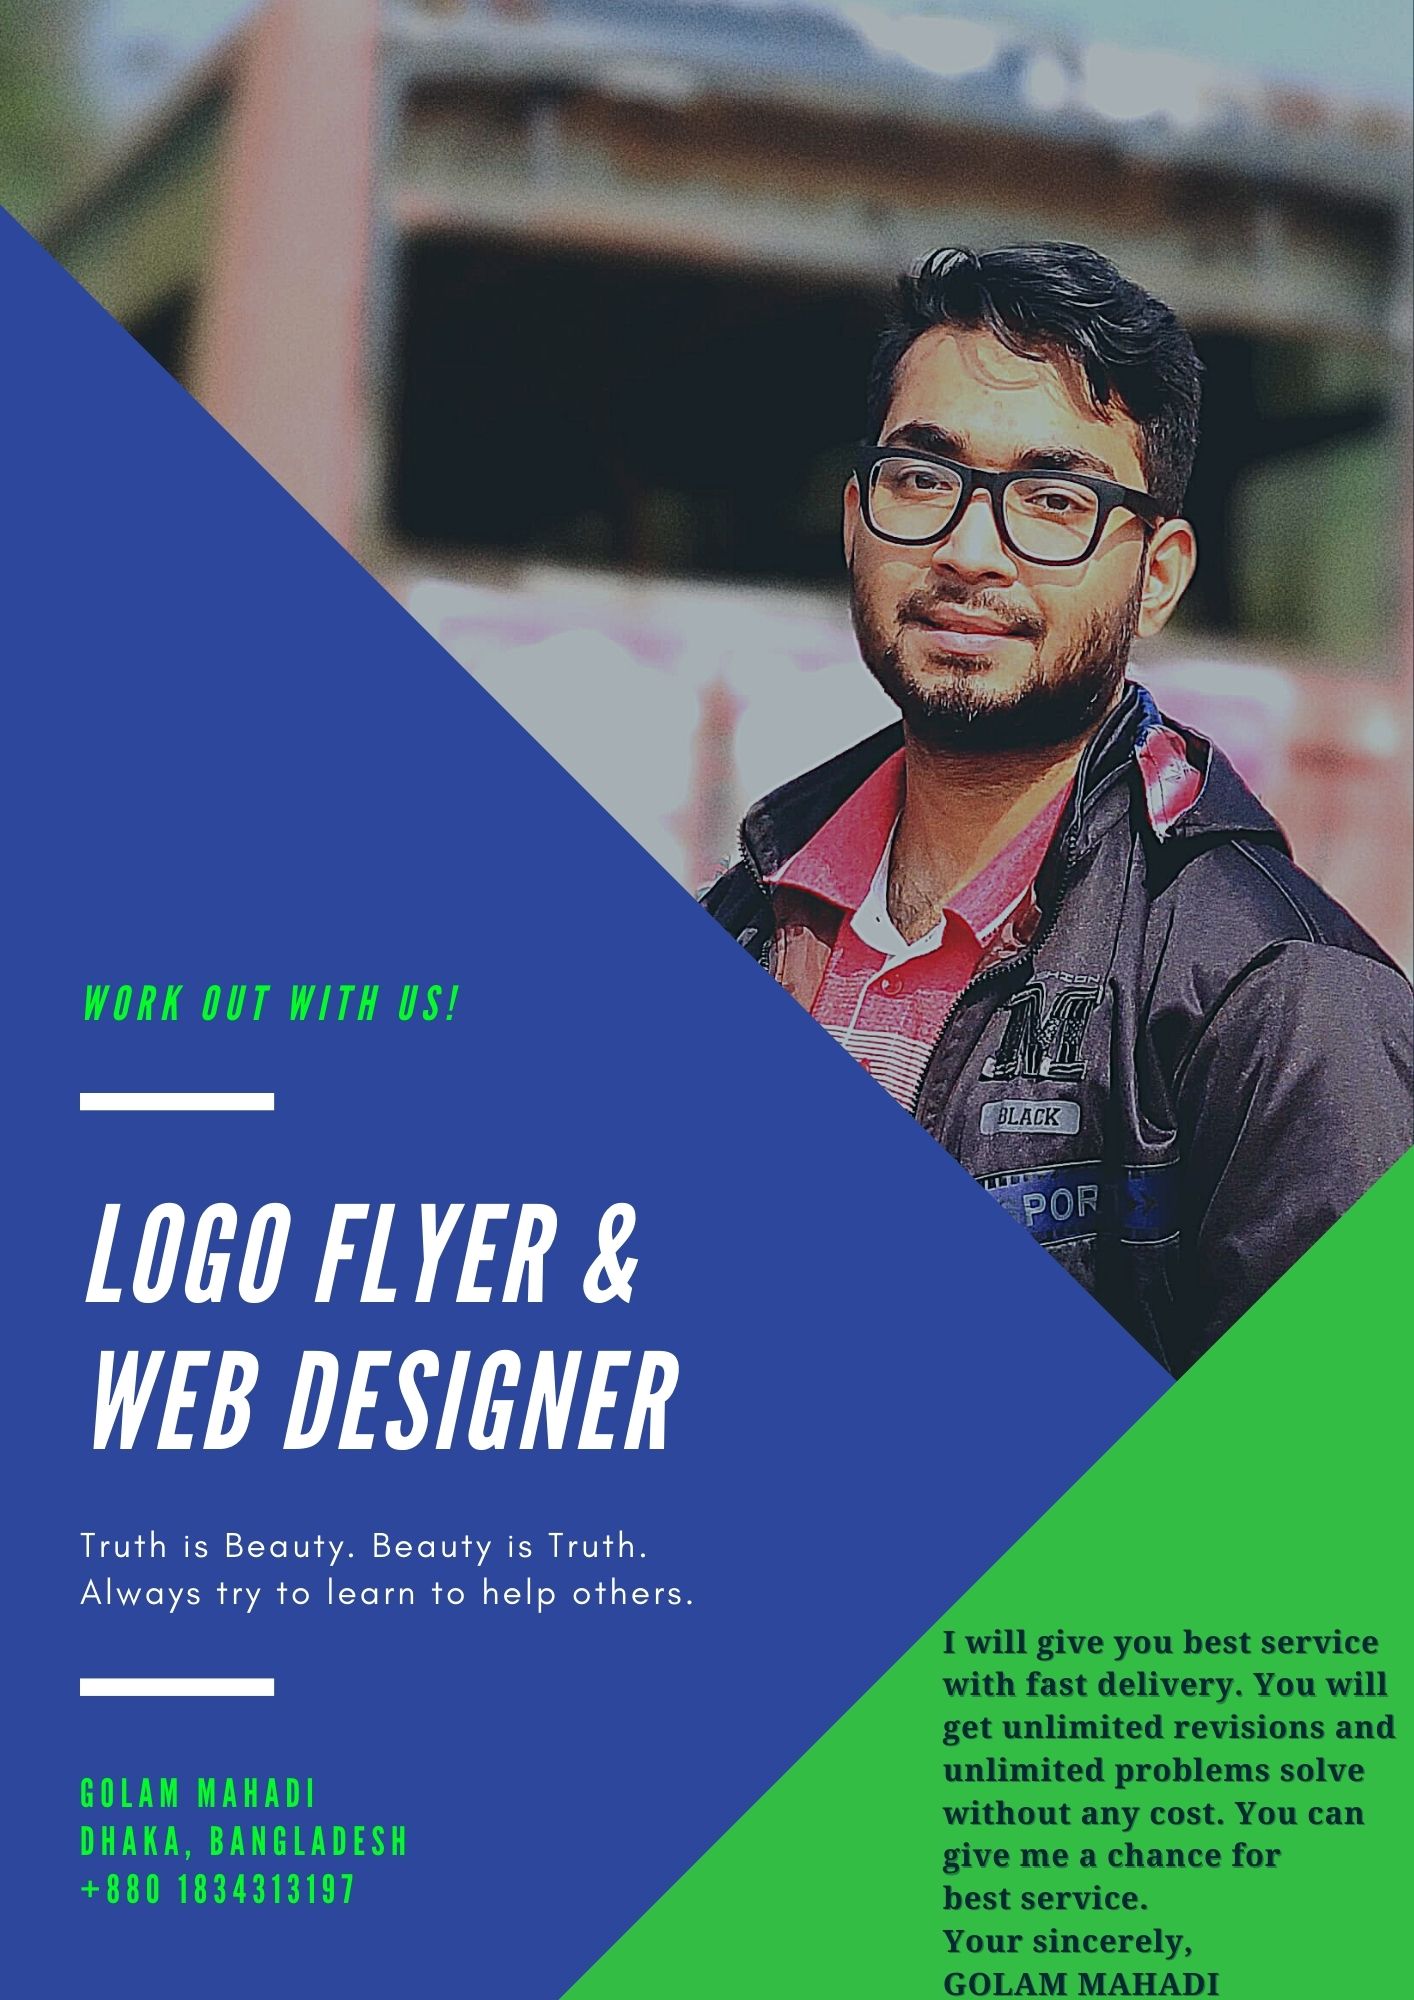 WORK OUT WITH US!
LOGO FLYER &
WEB DESIGNER
Truth is Beauty. Beauty is Truth.
Always try to learn to help others.
GOLAM MAHADI
DHAKA, BANGLADESH
+880 1834313197
M
BLACK
SPORT
I will give you best service
with fast delivery. You will
get unlimited revisions and
unlimited problems solve
without any cost. You can
give me a chance for
best service.
Your sincerely,
GOLAM MAHADI